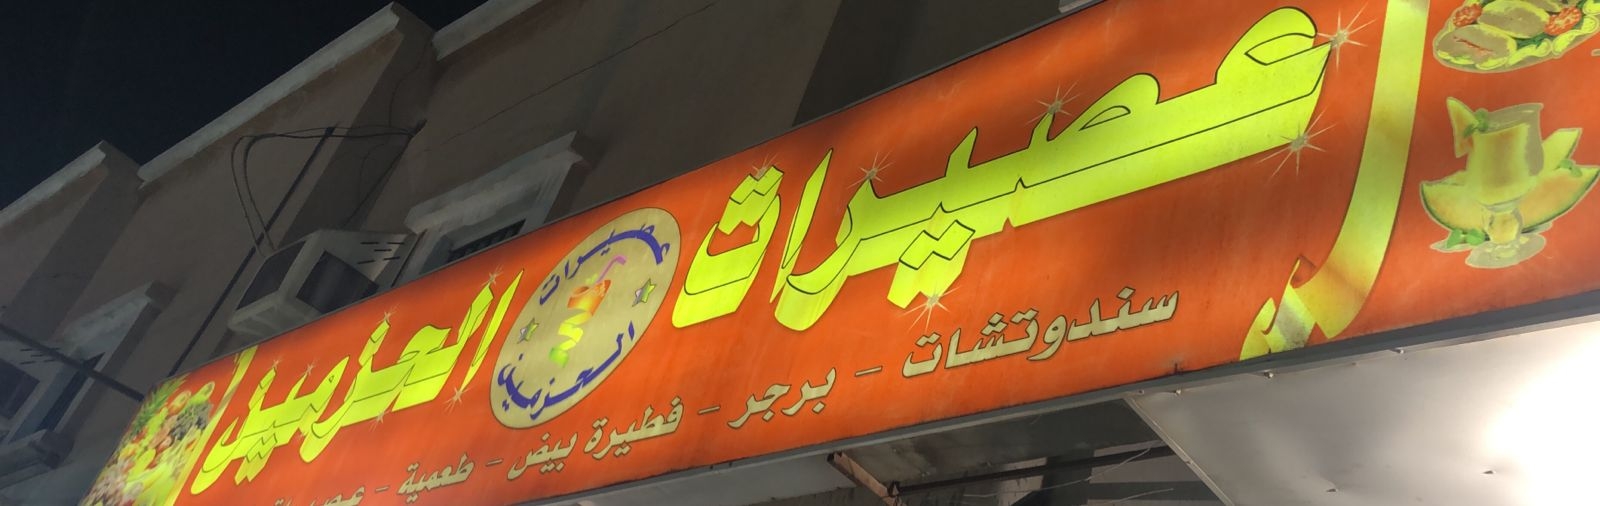 عصيرات العزمية
عصيرات
العزمية
سندوتشات - برجر - فطيرة بيض - طعمية -